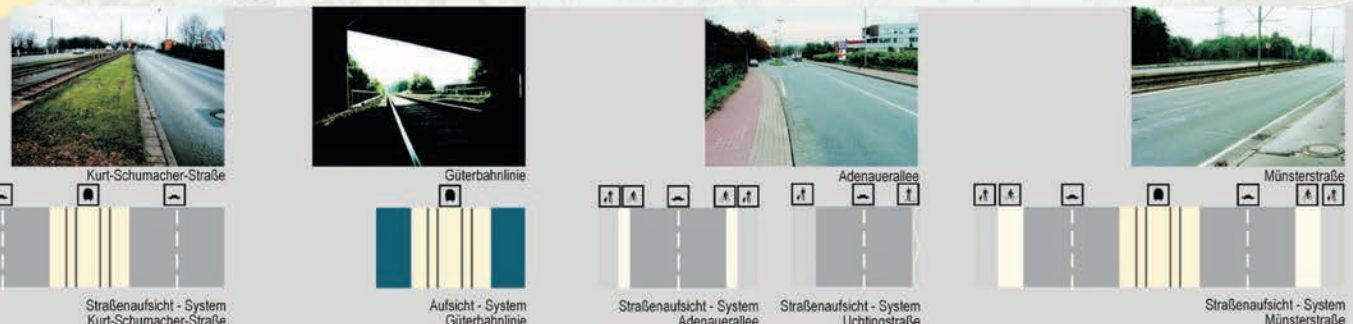 Kurt-Schumacher-Straße
Güterbahnlinie
Adenauerallee
Münsterstraße
Straßenaufsicht - System
Kurt-Schumacher-Straße
Aufsicht - System
Güterbahnlinie
Straßenaufsicht - System
Adenauerallee
Straßenaufsicht - System
Uchtingstraße
Straßenaufsicht - System
Münsterstraße